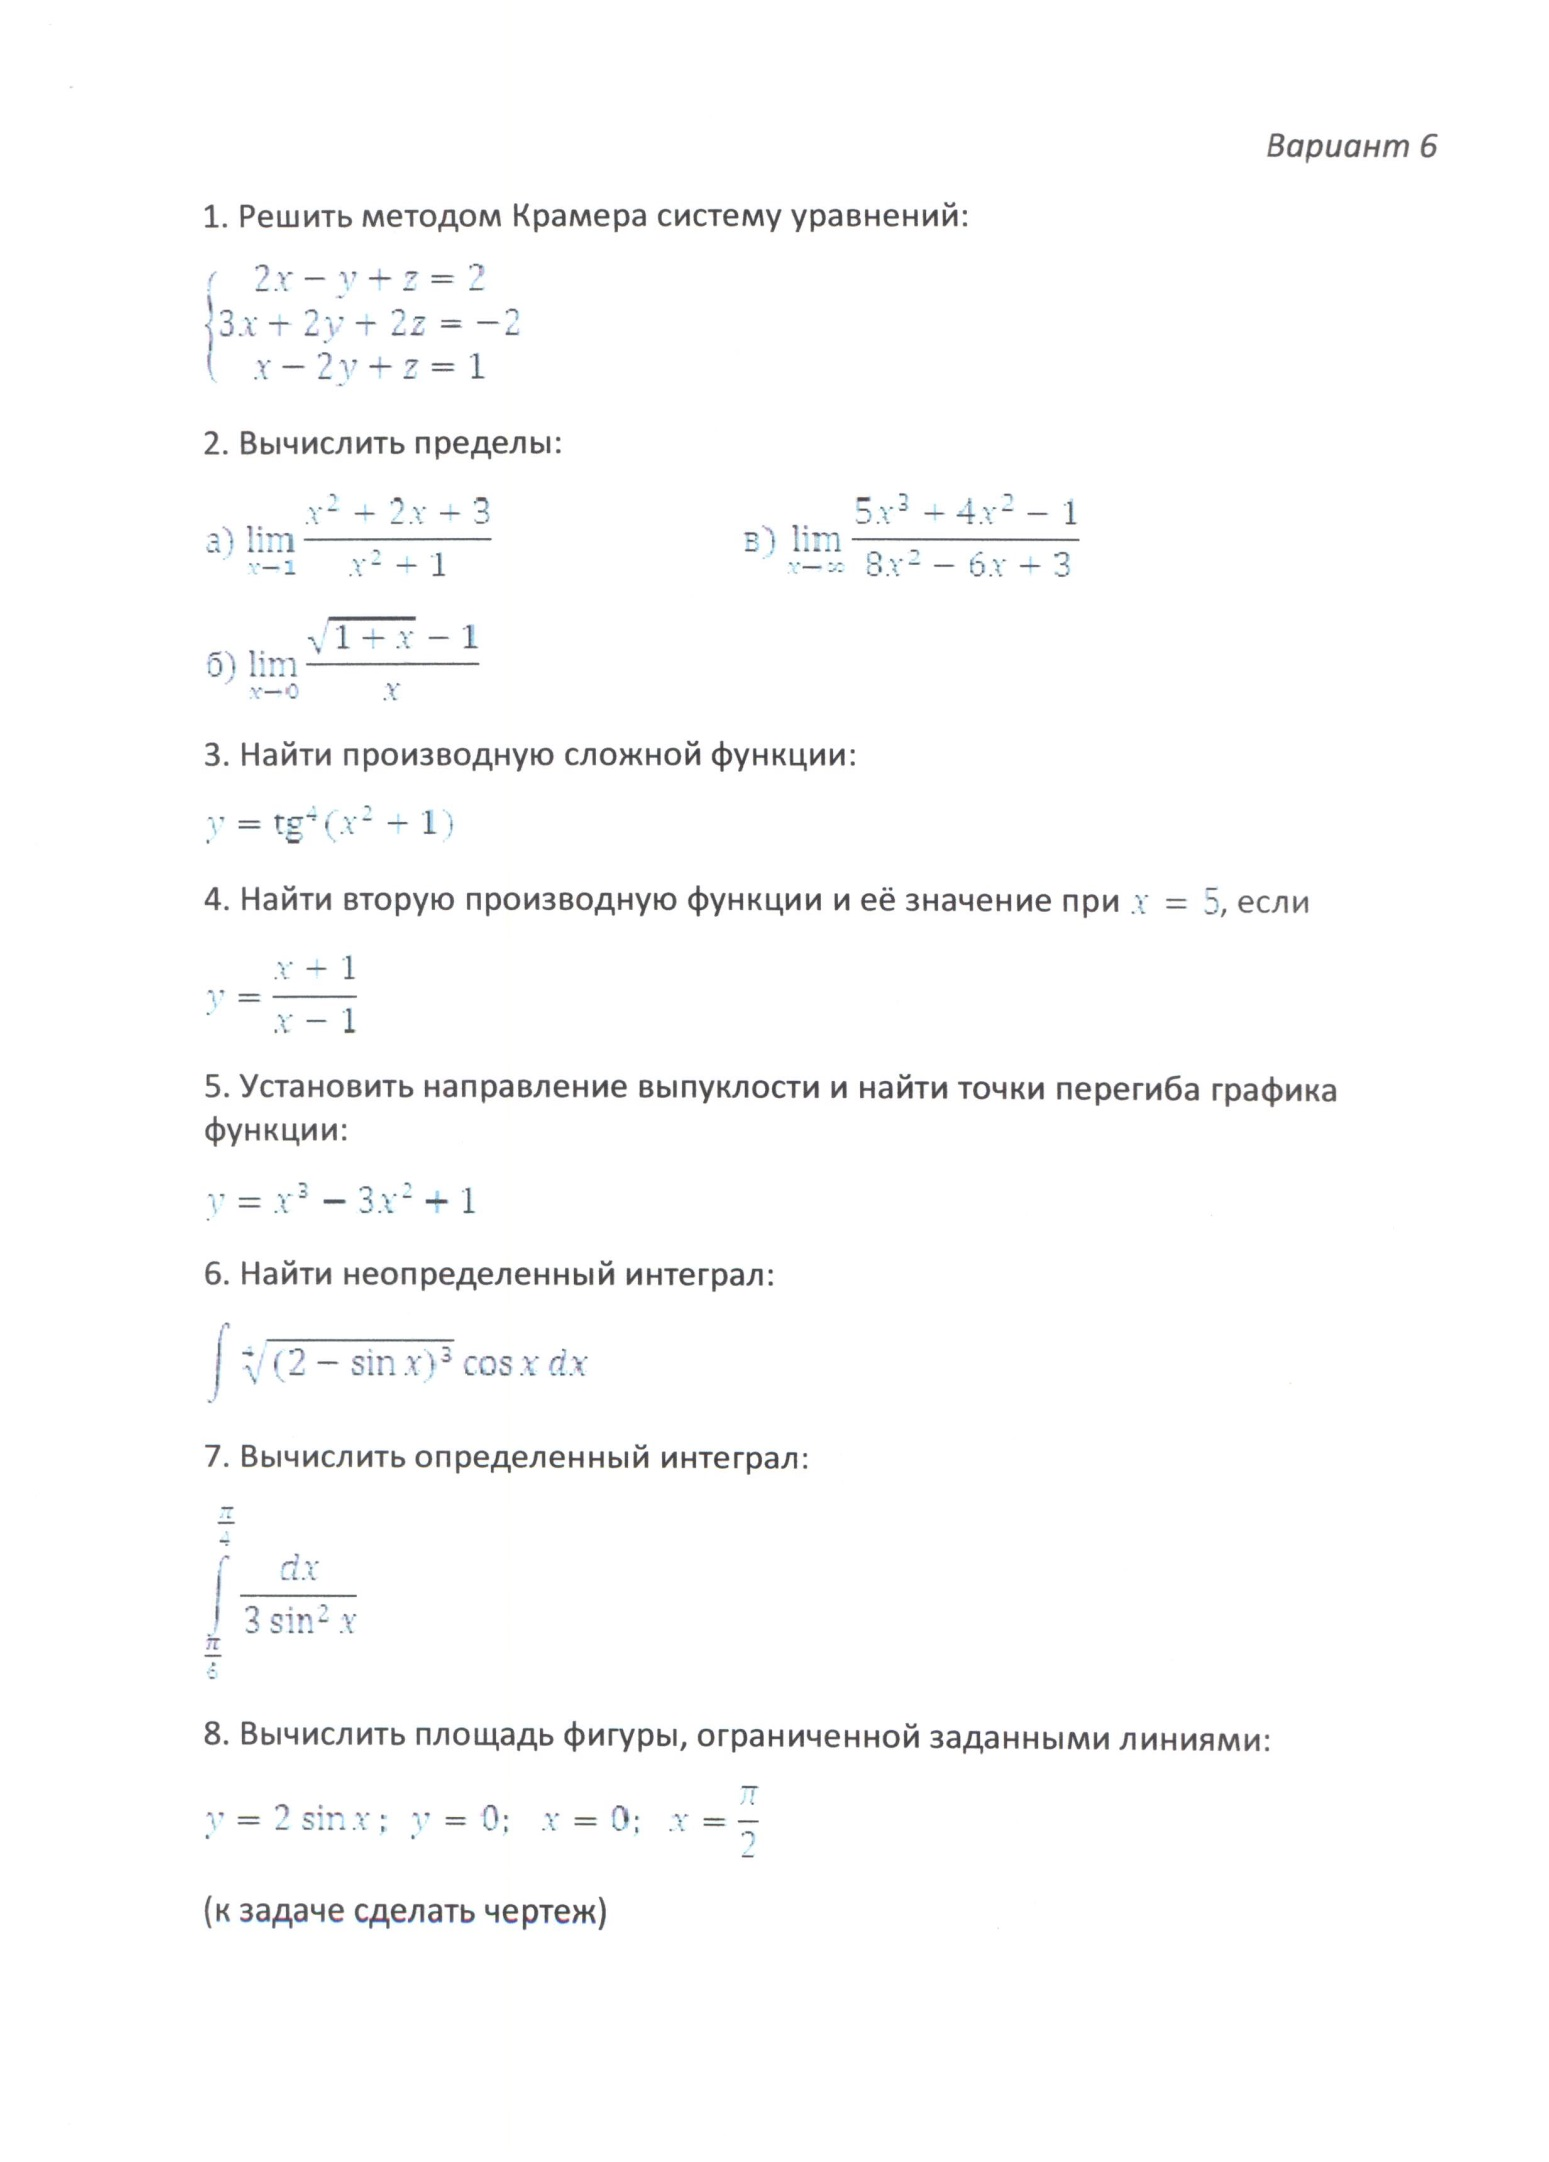 Вариант 6
1. Решить методом Крамера систему уравнений:
2x − y + z = 2
3x + 2y + 2z = −2
x − 2y + z = 1
2. Вычислить пределы:
а) lim x→1 (x² + 2x + 3)/(x² + 1) в) lim x→∞ (5x³ + 4x² − 1)/(8x² − 6x + 3)
б) lim x→0 (√(1 + x) − 1)/x
3. Найти производную сложной функции:
y = tg⁴(x² + 1)
4. Найти вторую производную функции и её значение при x = 5, если
y = (x + 1)/(x − 1)
5. Установить направление выпуклости и найти точки перегиба графика
функции:
y = x³ − 3x² + 1
6. Найти неопределенный интеграл:
∫ ⁴√((2 − sin x)³) cos x dx
7. Вычислить определенный интеграл:
∫ π/6 π/4 dx/(3 sin² x)
8. Вычислить площадь фигуры, ограниченной заданными линиями:
y = 2 sin x; y = 0; x = 0; x = π/2
(к задаче сделать чертеж)